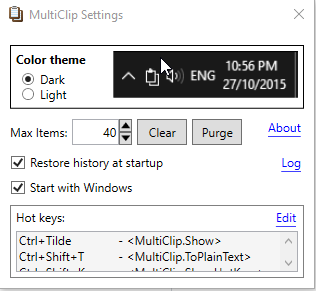 MultiClip Settings
Color theme
Dark
Light
ENG
10:56 PM
27/10/2015
Max Items: 40 Clear Purge About
Restore history at startup Log
Start with Windows
Hot keys: Edit
Ctrl+Tilde - <MultiClip.Show>
Ctrl+Shift+T - <MultiClip.ToPlainText>